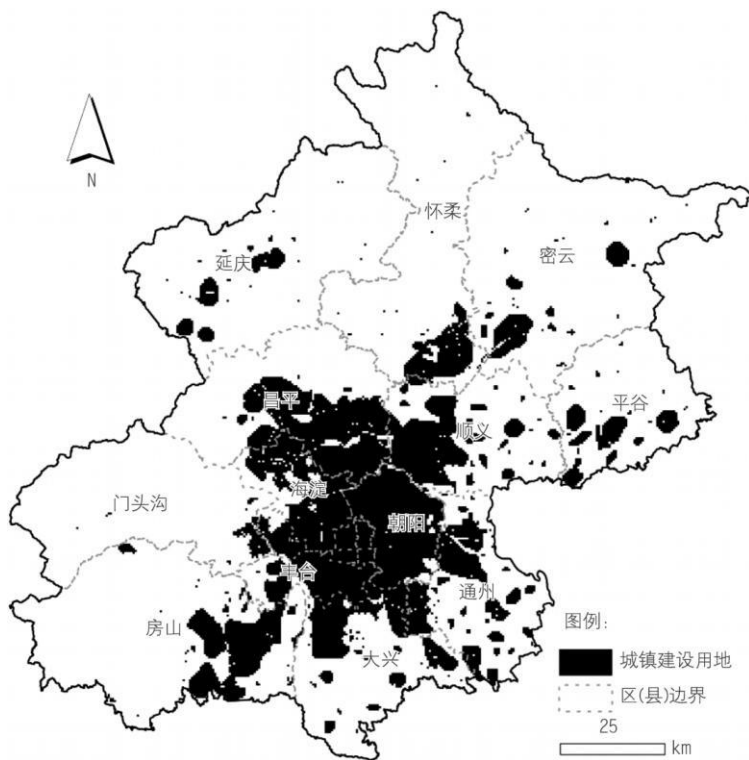 N
怀柔
延庆
密云
昌平
顺义
平谷
海淀
门头沟
朝阳
丰台
通州
房山
大兴
图例:
城镇建设用地
区(县)边界
25
km